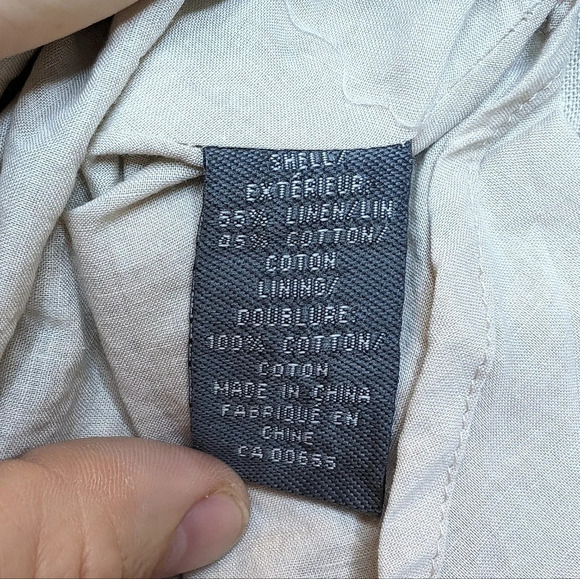 SHELL/
EXTÉRIEUR:
55% LINEN/LIN
45% COTTON/
COTON
LINING/
DOUBLURE:
100% COTTON/
COTON
MADE IN CHINA
FABRIQUÉ EN
CHINE
CA 00655